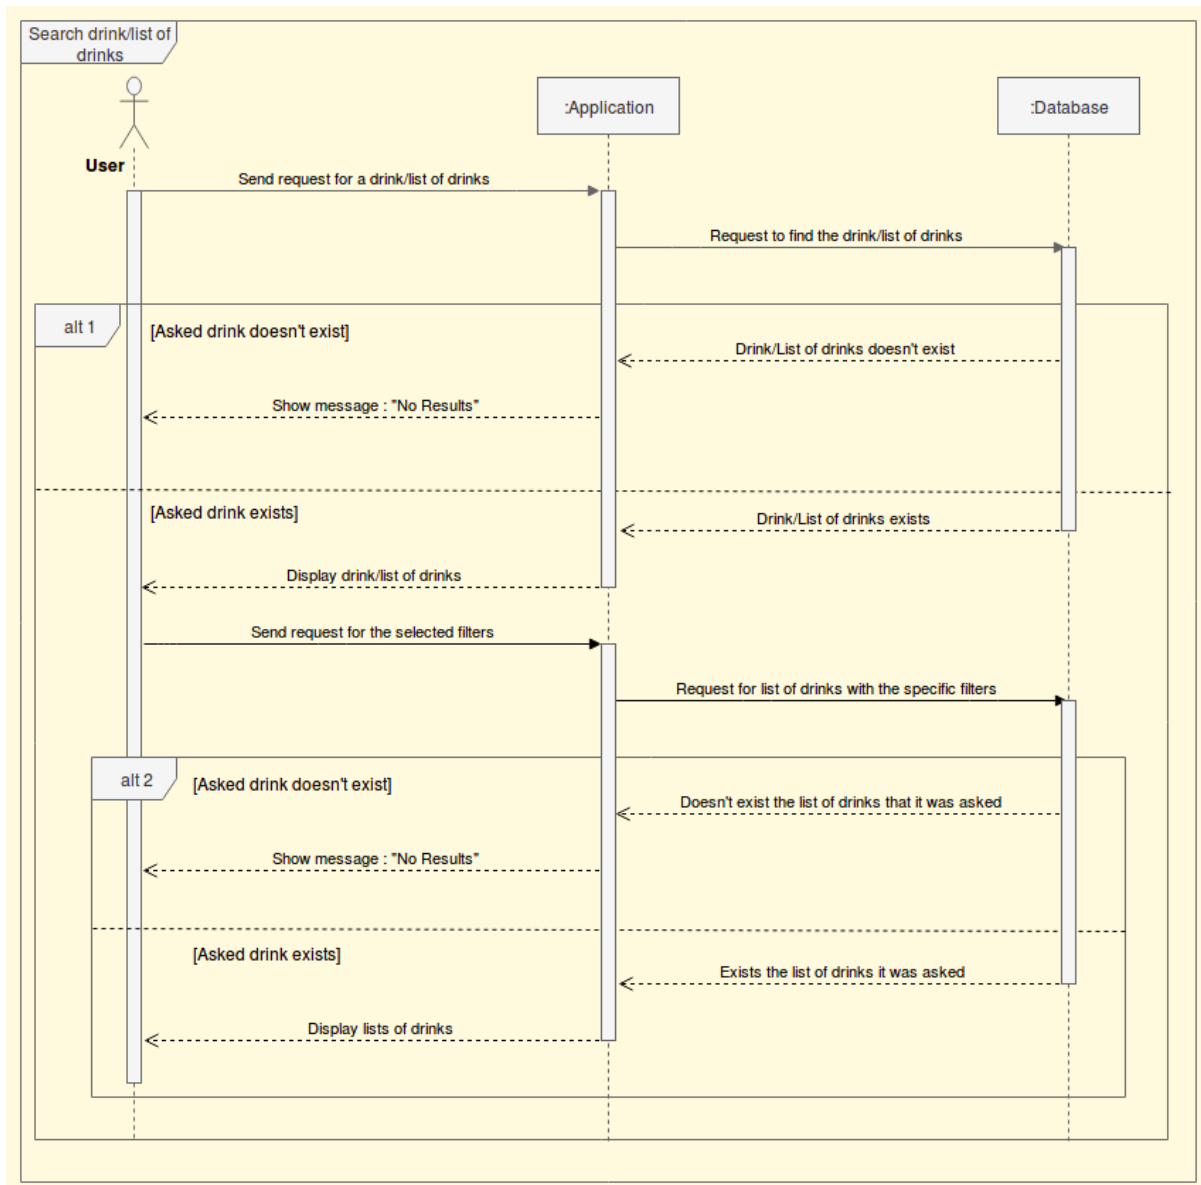 Search drink/list of
drinks
:Application
:Database
User
Send request for a drink/list of drinks
Request to find the drink/list of drinks
alt 1
[Asked drink doesn't exist]
Drink/List of drinks doesn't exist
Show message : "No Results"
[Asked drink exists]
Drink/List of drinks exists
Display drink/list of drinks
Send request for the selected filters
Request for list of drinks with the specific filters
alt 2
[Asked drink doesn't exist]
Doesn't exist the list of drinks that it was asked
Show message : "No Results"
[Asked drink exists]
Exists the list of drinks it was asked
Display lists of drinks